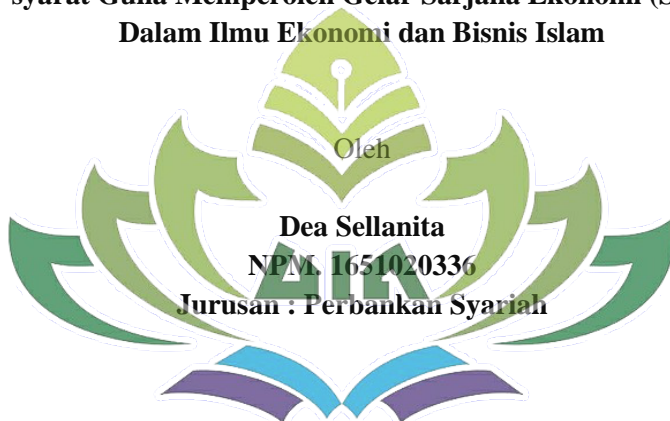 syarat Guna Memperoleh Gelar Sarjana Ekonomi (S
Dalam Ilmu Ekonomi dan Bisnis Islam
Oleh
Dea Sellanita
NPM. 1651020336
Jurusan : Perbankan Syariah